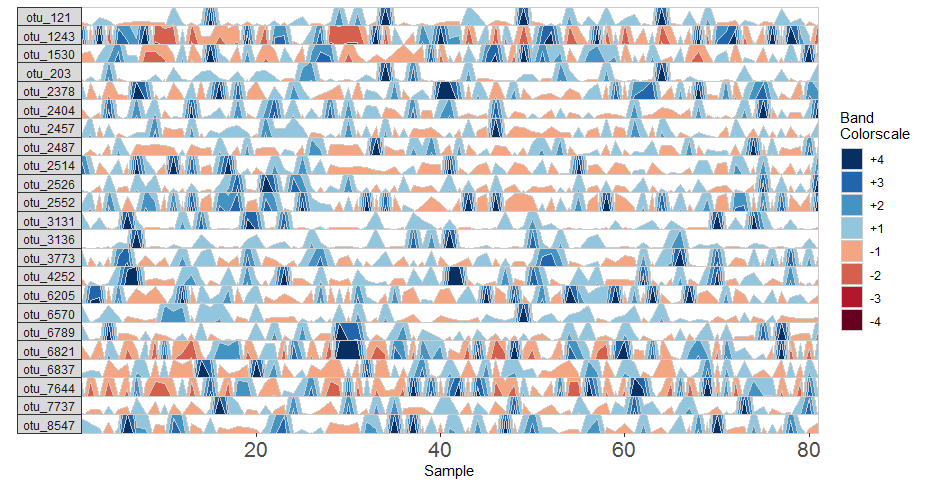 otu_121
otu_1243
otu_1530
otu_203
otu_2378
otu_2404
otu_2457
otu_2487
otu_2514
otu_2526
otu_2552
otu_3131
otu_3136
otu_3773
otu_4252
otu_6205
otu_6570
otu_6789
otu_6821
otu_6837
otu_7644
otu_7737
otu_8547
20 40 60 80
Sample
Band
Colorscale
+4
+3
+2
+1
-1
-2
-3
-4